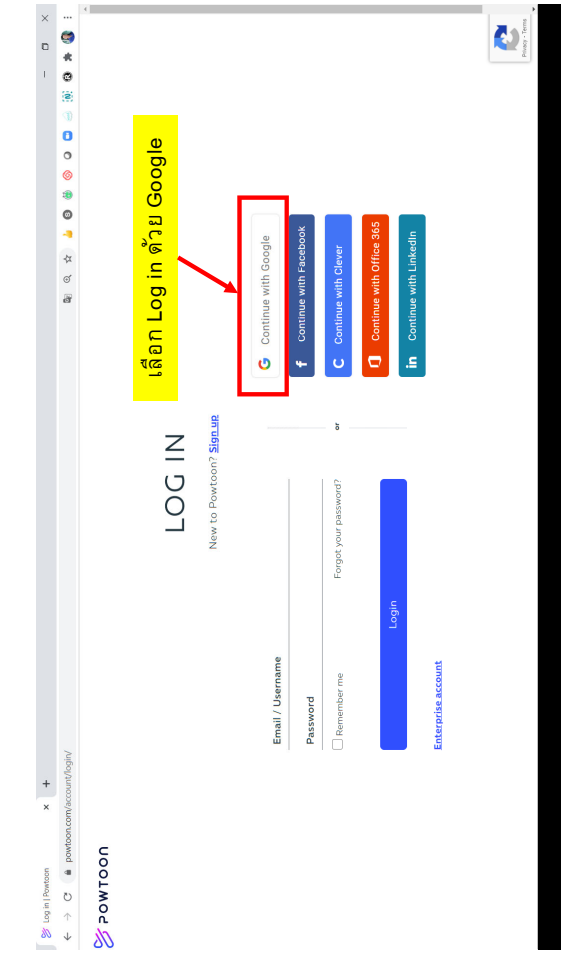 Log in | Powtoon
powtoon.com/account/login/
POWTOON
LOG IN
New to Powtoon? Sign up
เลือก Log in ด้วย Google
Email / Username
Password
Remember me
Forgot your password?
Login
Enterprise account
or
Continue with Google
Continue with Facebook
Continue with Clever
Continue with Office 365
Continue with LinkedIn
Privacy - Terms